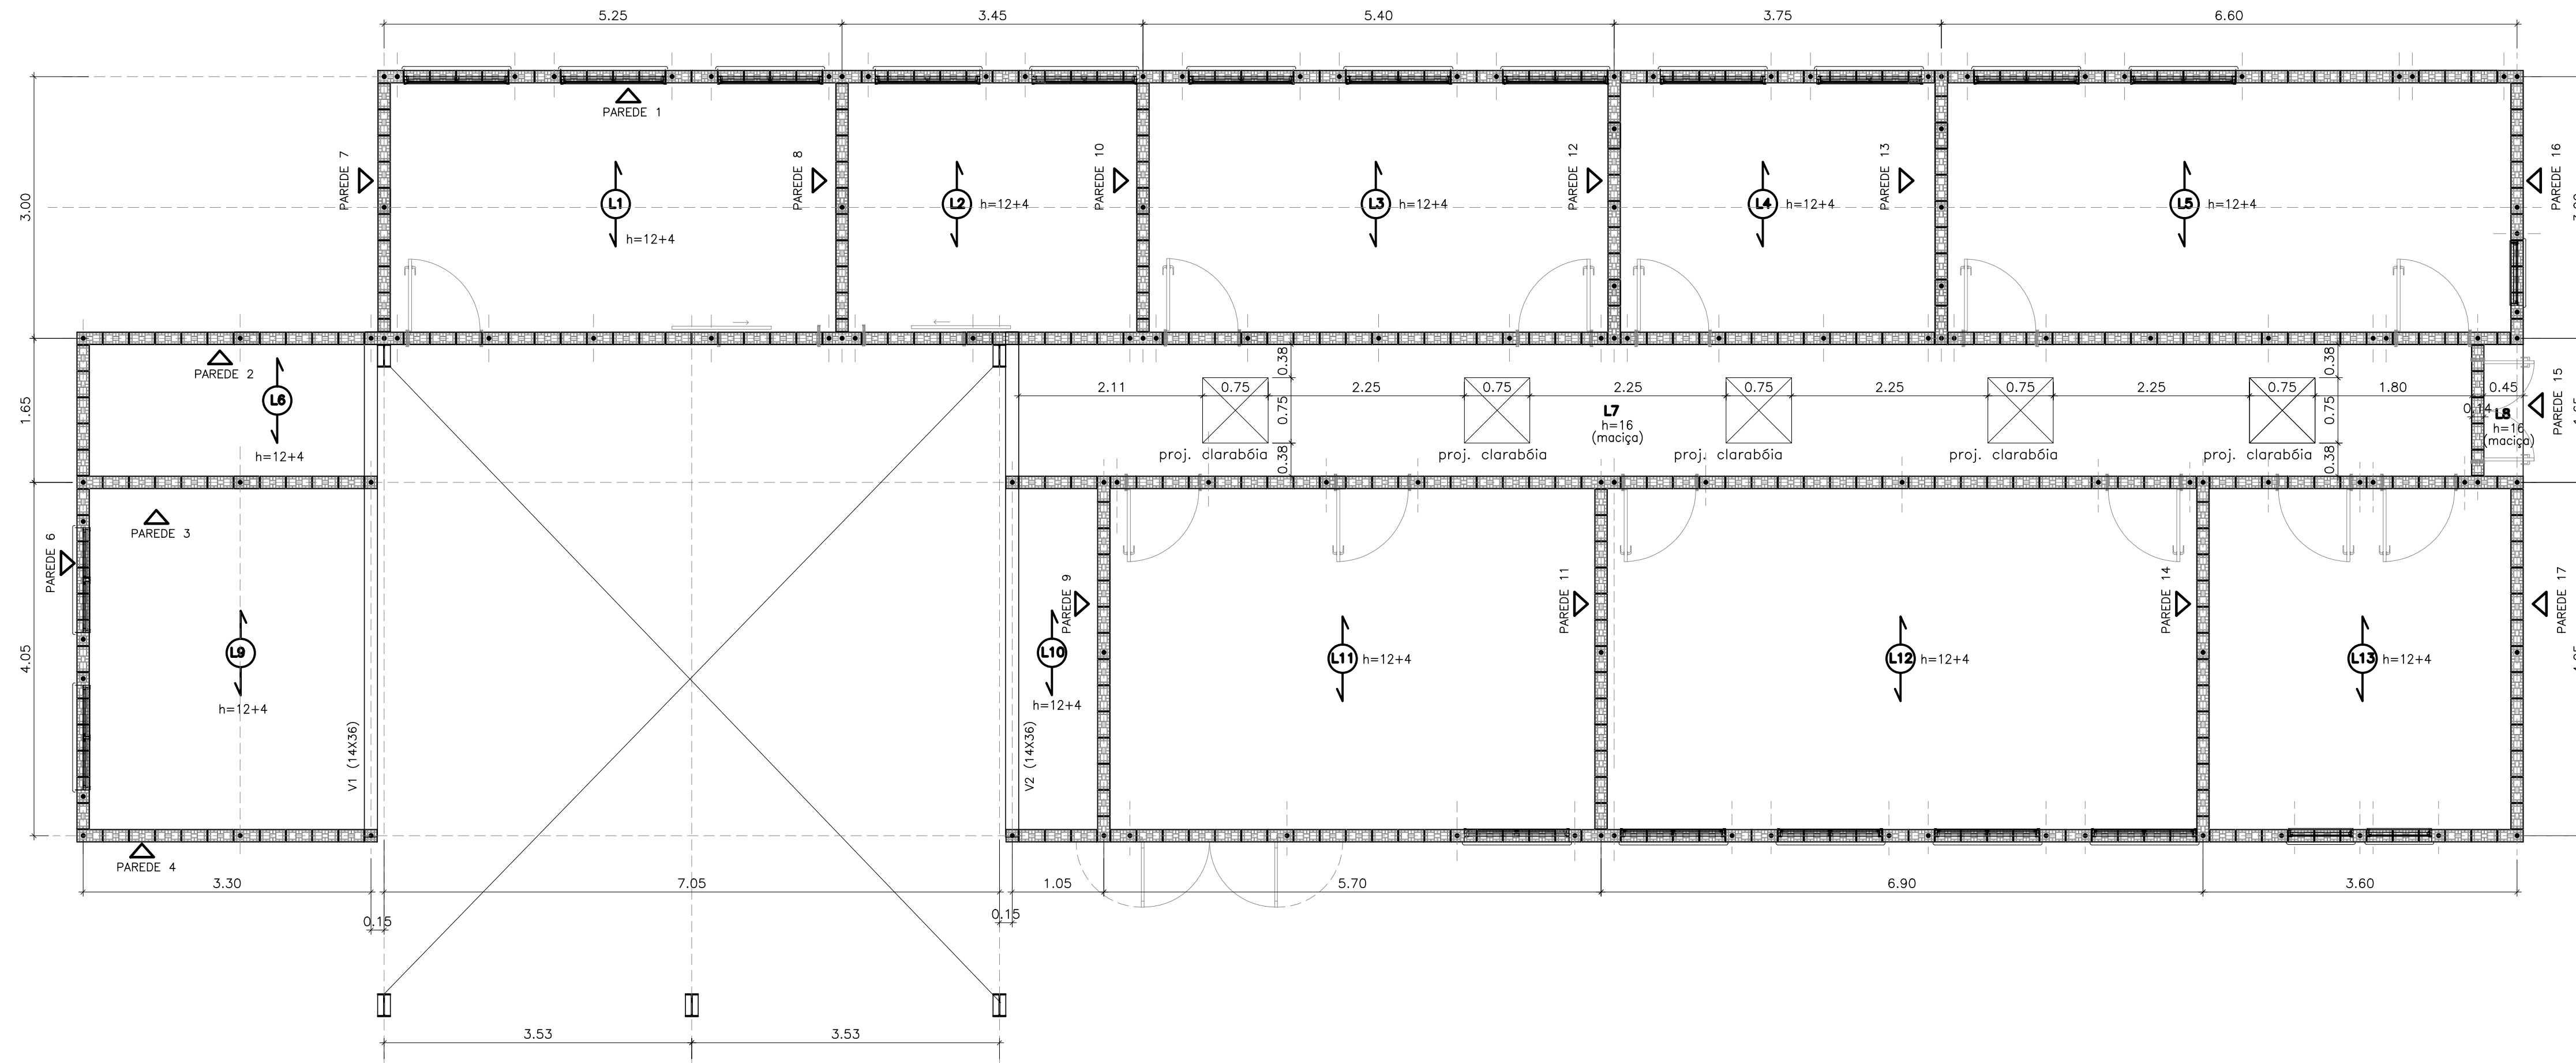 5.25
3.45
5.40
3.75
6.60
PAREDE 1
PAREDE 7
PAREDE 8
PAREDE 10
PAREDE 12
PAREDE 13
PAREDE 16
3.00
L1
h=12+4
L2
h=12+4
L3
h=12+4
L4
h=12+4
L5
h=12+4
PAREDE 2
1.65
L6
h=12+4
2.11
0.75
0.38
0.75
0.38
2.25
0.75
2.25
0.75
2.25
0.75
2.25
0.75
0.38
0.75
0.38
1.80
0.45
0.14
L7
h=16
(maciça)
L8
h=16
(maciça)
PAREDE 15
proj. clarabóia
proj. clarabóia
proj. clarabóia
proj. clarabóia
proj. clarabóia
PAREDE 3
PAREDE 6
PAREDE 9
PAREDE 11
PAREDE 14
PAREDE 17
4.05
L9
h=12+4
L10
h=12+4
L11
h=12+4
L12
h=12+4
L13
h=12+4
V1 (14X36)
V2 (14X36)
PAREDE 4
3.30
7.05
1.05
5.70
6.90
3.60
0.15
0.15
3.53
3.53